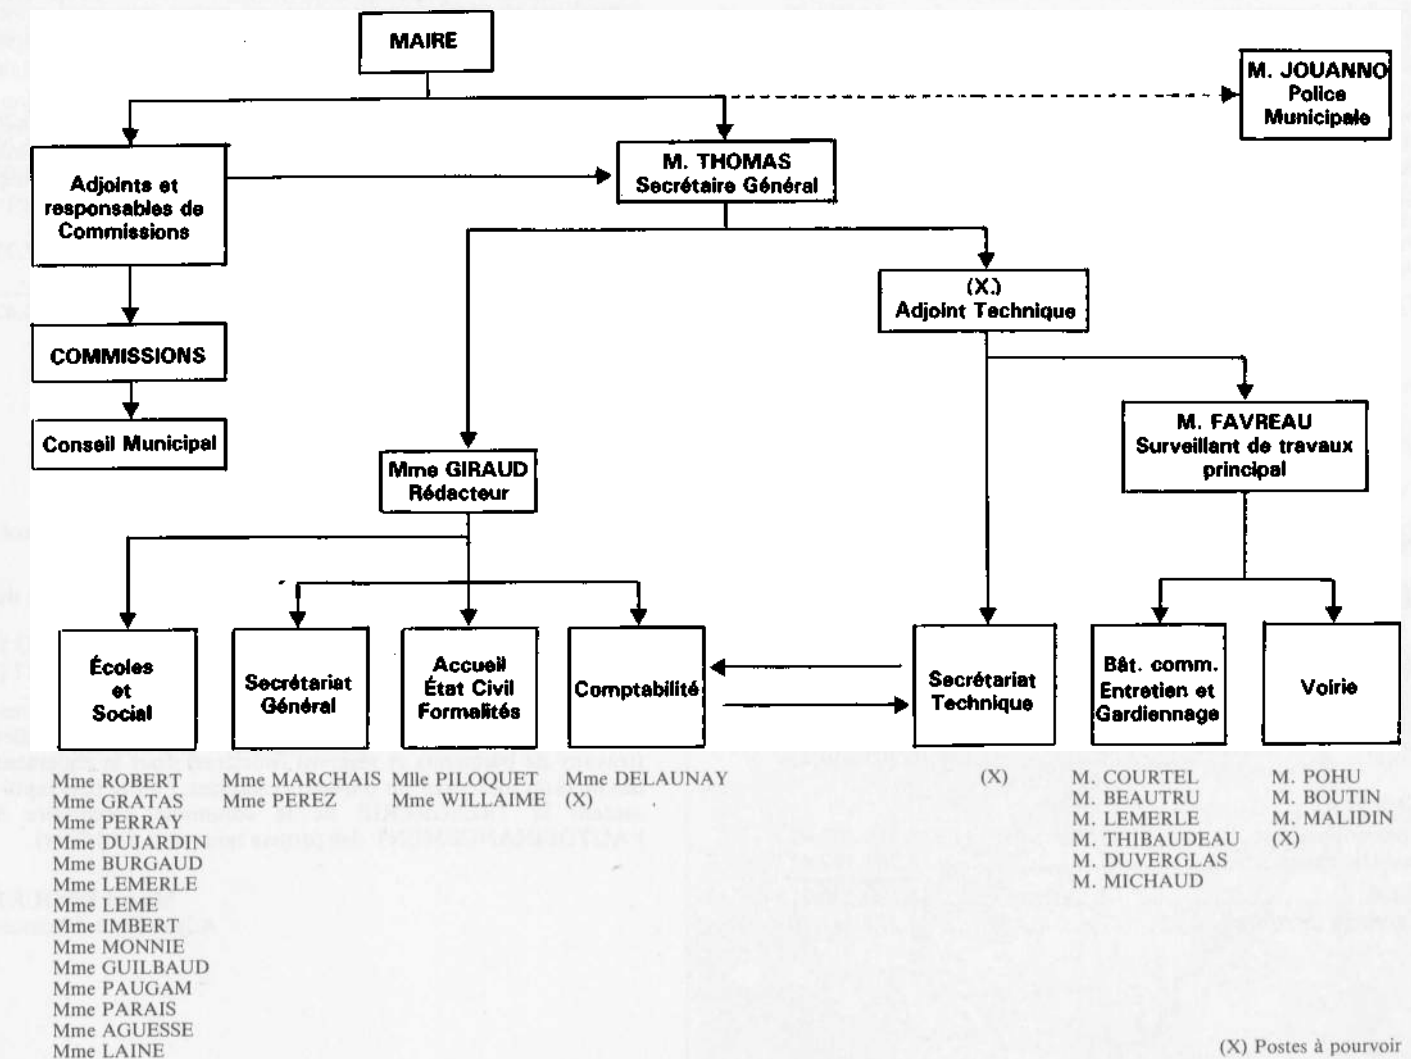 MAIRE
M. JOUANNO
Police
Municipale
Adjoints et
responsables de
Commissions
M. THOMAS
Secrétaire Général
(X.)
Adjoint Technique
COMMISSIONS
Conseil Municipal
M. FAVREAU
Surveillant de travaux
principal
Mme GIRAUD
Rédacteur
Écoles
et
Social
Secrétariat
Général
Accueil
État Civil
Formalités
Comptabilité
Secrétariat
Technique
Bât. comm.
Entretien et
Gardiennage
Voirie
Mme ROBERT
Mme GRATAS
Mme PERRAY
Mme DUJARDIN
Mme BURGAUD
Mme LEMERLE
Mme LEME
Mme IMBERT
Mme MONNIE
Mme GUILBAUD
Mme PAUGAM
Mme PARAIS
Mme AGUESSE
Mme LAINE
Mme MARCHAIS
Mme PEREZ
Mlle PILOQUET
Mme WILLAIME
Mme DELAUNAY
(X)
(X)
M. COURTEL
M. BEAUTRU
M. LEMERLE
M. THIBAUDEAU
M. DUVERGLAS
M. MICHAUD
M. POHU
M. BOUTIN
M. MALIDIN
(X)
(X) Postes à pourvoir